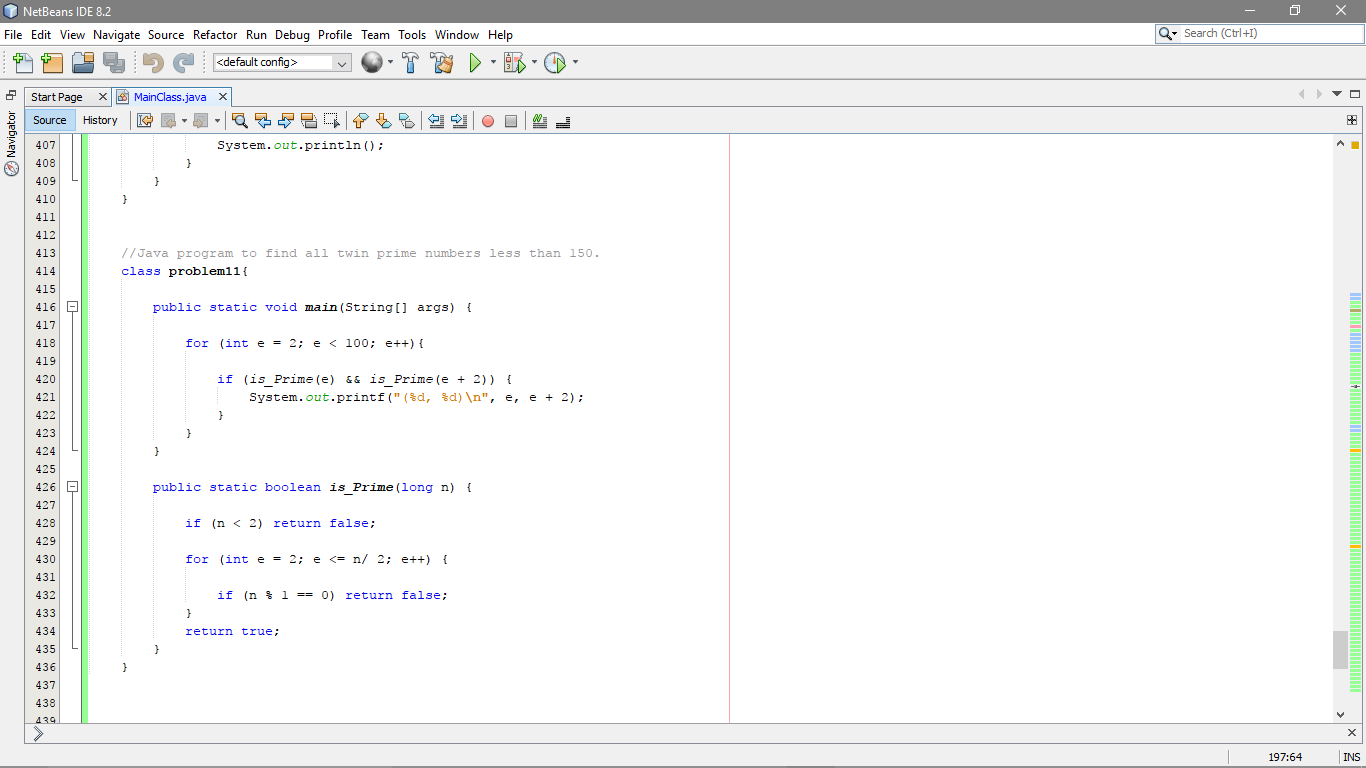 NetBeans IDE 8.2
File Edit View Navigate Source Refactor Run Debug Profile Team Tools Window Help
Search (Ctrl+I)
<default config>
Start Page MainClass.java
Navigator
Source History
407 System.out.println();
408 }
409 }
410 }
411
412
413 //Java program to find all twin prime numbers less than 150.
414 class problem11{
415
416 public static void main(String[] args) {
417
418 for (int e = 2; e < 100; e++){
419
420 if (is_Prime(e) && is_Prime(e + 2)) {
421 System.out.printf("(%d, %d)\n", e, e + 2);
422 }
423 }
424 }
425
426 public static boolean is_Prime(long n) {
427
428 if (n < 2) return false;
429
430 for (int e = 2; e <= n/ 2; e++) {
431
432 if (n % 1 == 0) return false;
433 }
434 return true;
435 }
436 }
437
438
439
197:64 INS